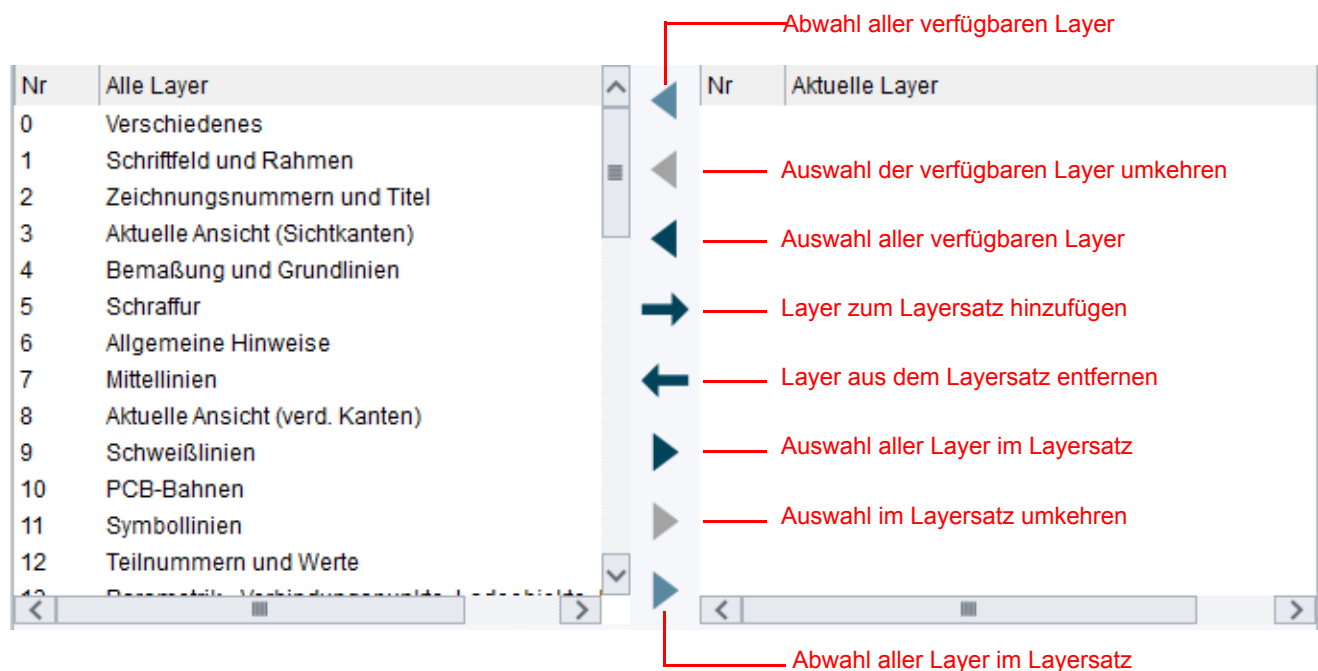 Abwahl aller verfügbaren Layer
Nr Alle Layer
0 Verschiedenes
1 Schriftfeld und Rahmen
2 Zeichnungsnummern und Titel
3 Aktuelle Ansicht (Sichtkanten)
4 Bemaßung und Grundlinien
5 Schraffur
6 Allgemeine Hinweise
7 Mittellinien
8 Aktuelle Ansicht (verd. Kanten)
9 Schweißlinien
10 PCB-Bahnen
11 Symbollinien
12 Teilnummern und Werte
Nr Aktuelle Layer
Auswahl der verfügbaren Layer umkehren
Auswahl aller verfügbaren Layer
Layer zum Layersatz hinzufügen
Layer aus dem Layersatz entfernen
Auswahl aller Layer im Layersatz
Auswahl im Layersatz umkehren
Abwahl aller Layer im Layersatz